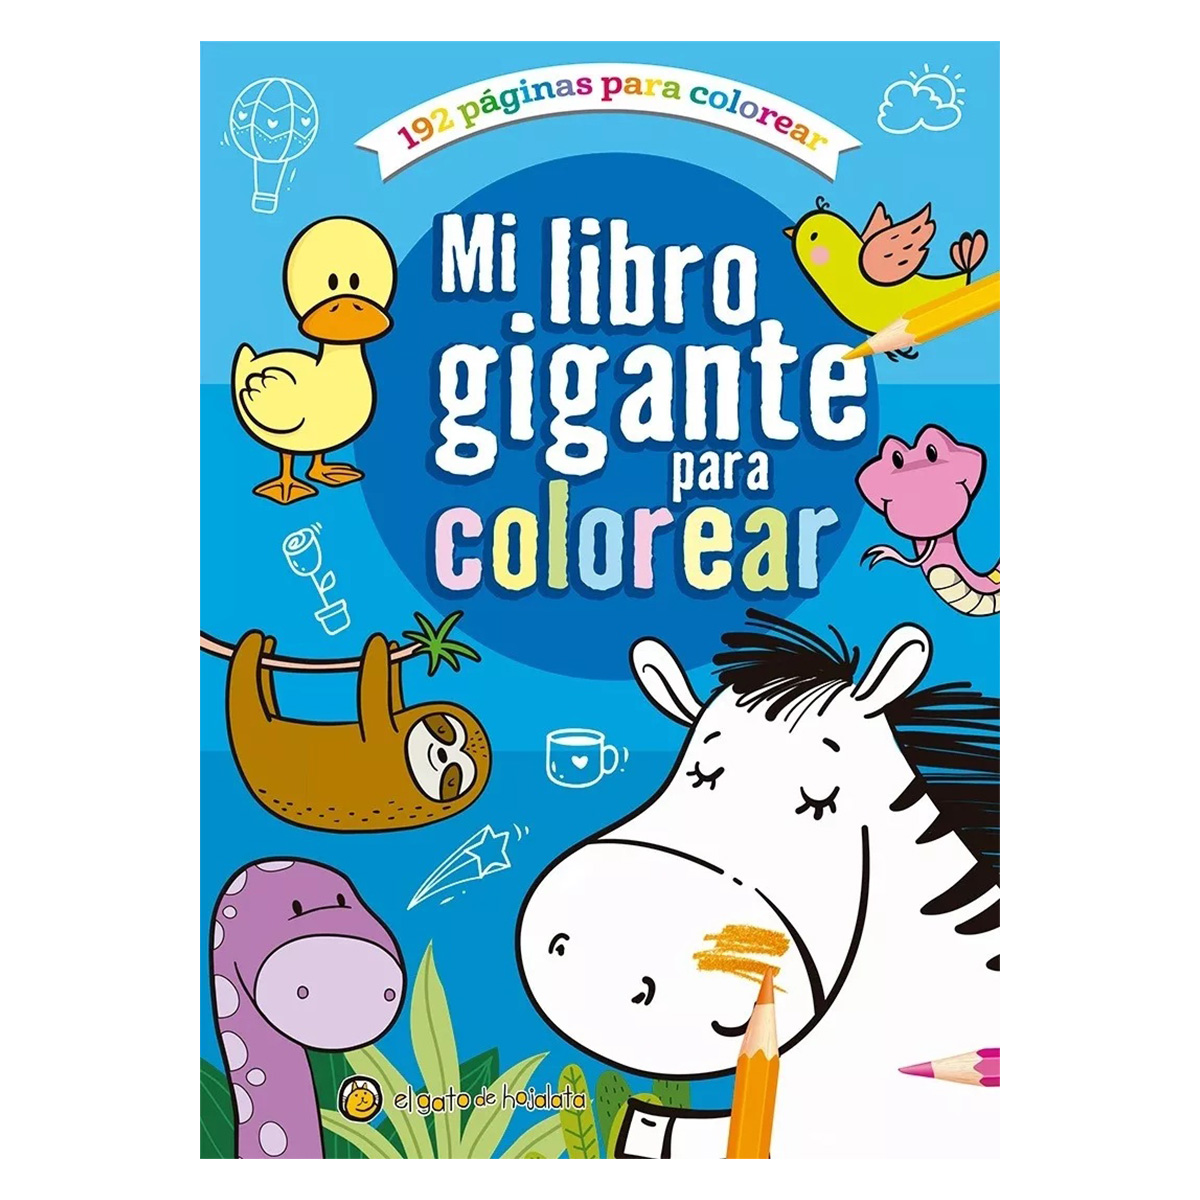 192 páginas para colorear
Mi libro
gigante
para
colorear
el gato de hojalata